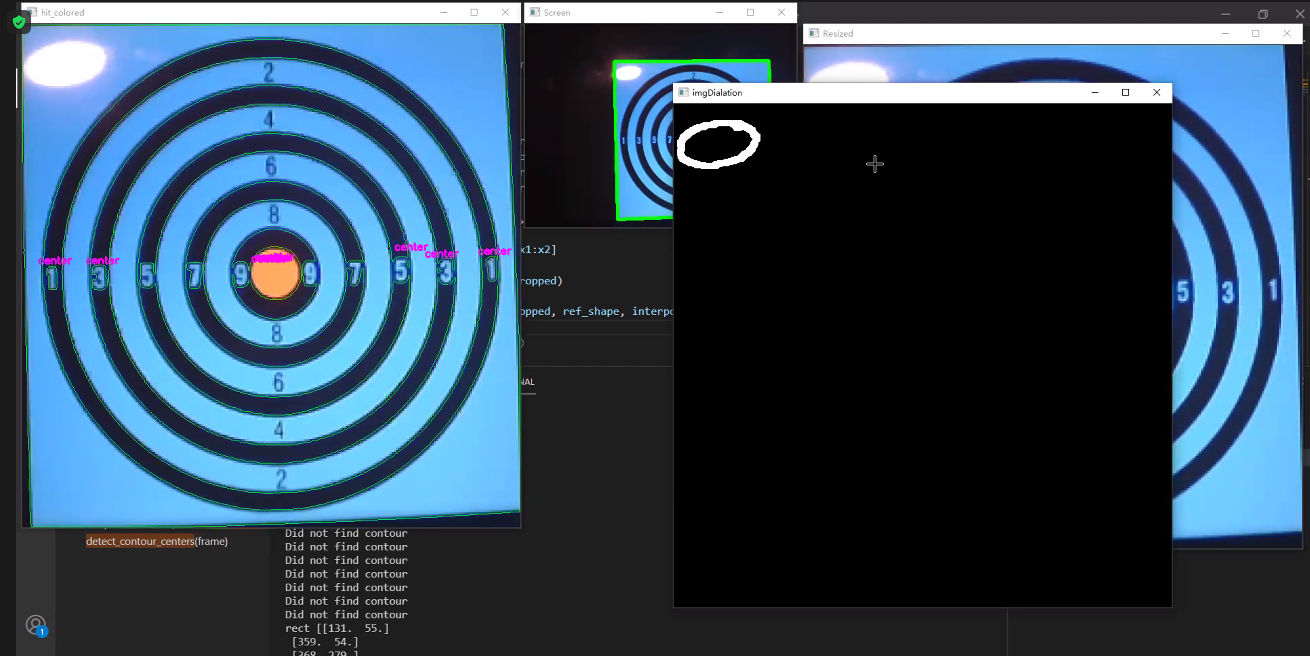 hit_colored
Screen
Resized
imgDialation
2
4
6
8
center
center
center
center
center
1
3
5
7
9
9
7
5
3
1
8
6
4
2
2
1
3
5
7
5
3
1
x1:x2]
ropped)
opped, ref_shape, interpo
NAL
detect_contour_centers(frame)
Did not find contour
Did not find contour
Did not find contour
Did not find contour
Did not find contour
Did not find contour
Did not find contour
rect [[131. 55.]
[359. 54.]
[368. 279.]
1